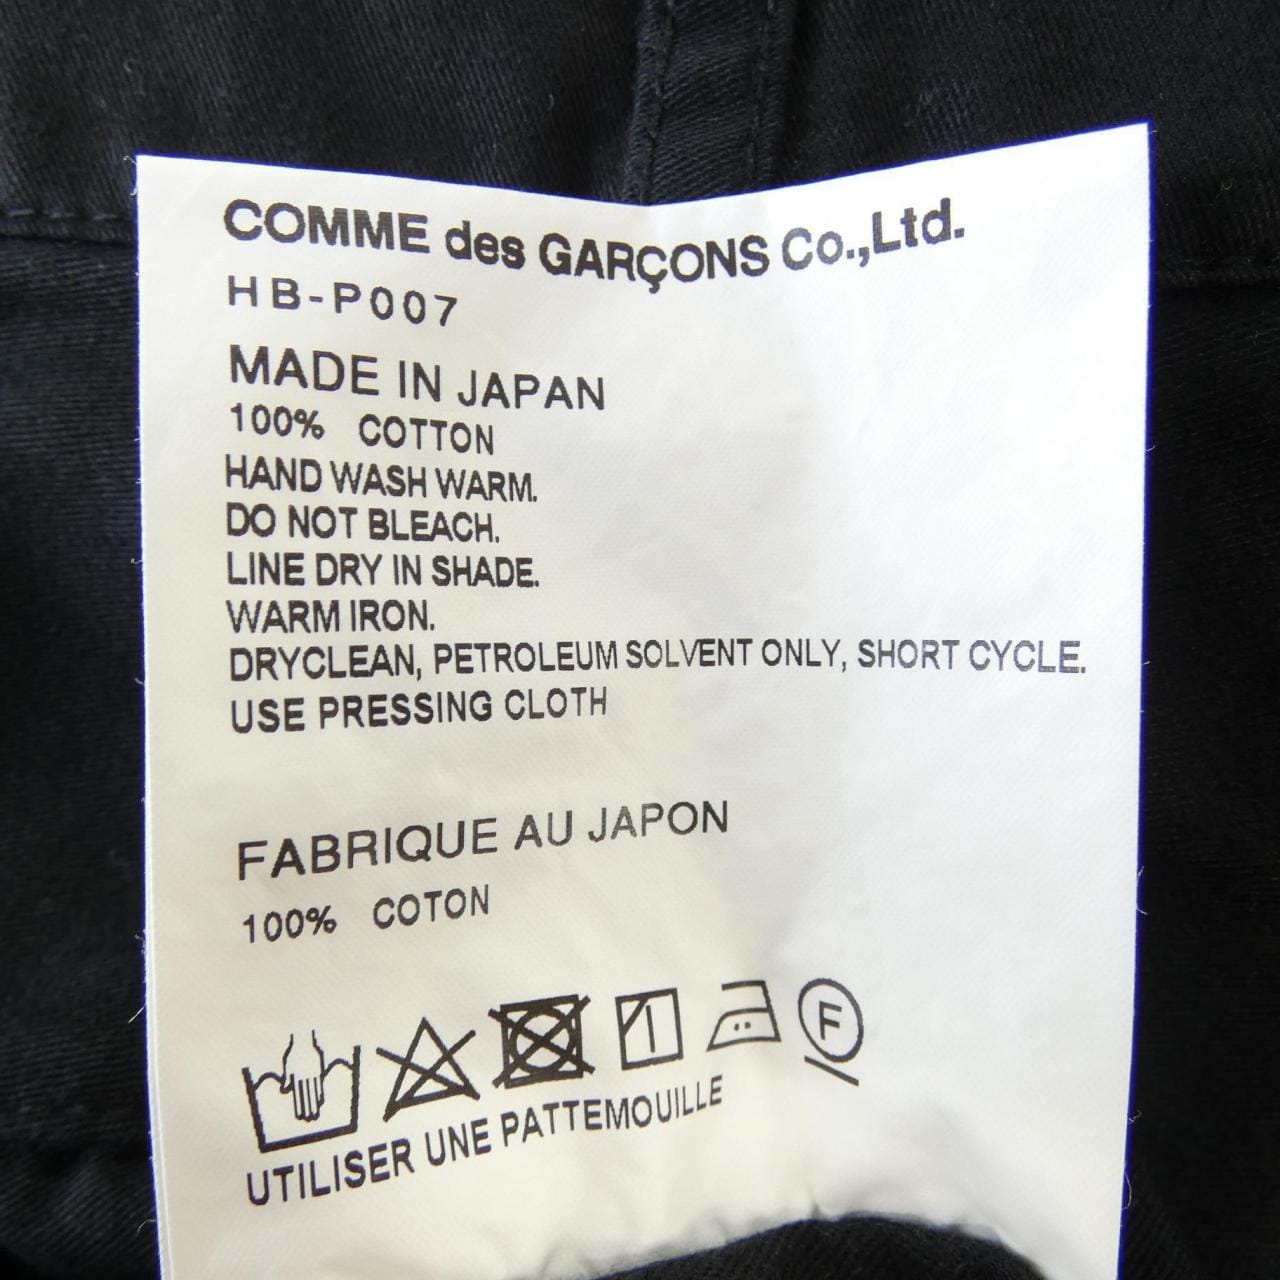 COMME des GARÇONS Co.,Ltd.
HB-P007
MADE IN JAPAN
100% COTTON
HAND WASH WARM.
DO NOT BLEACH.
LINE DRY IN SHADE.
WARM IRON.
DRYCLEAN, PETROLEUM SOLVENT ONLY, SHORT CYCLE.
USE PRESSING CLOTH
FABRIQUE AU JAPON
100% COTON
F
UTILISER UNE PATTEMOUILLE